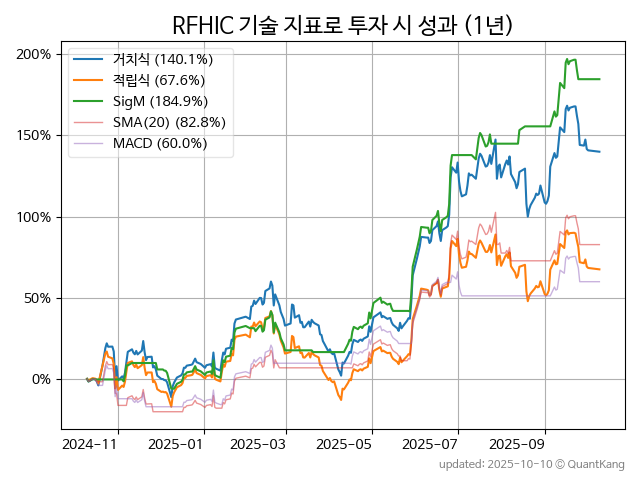 RFHIC 기술 지표로 투자 시 성과 (1년)
200%
150%
100%
50%
0%
거치식 (140.1%)
적립식 (67.6%)
SigM (184.9%)
SMA(20) (82.8%)
MACD (60.0%)
2024-11
2025-01
2025-03
2025-05
2025-07
2025-09
updated: 2025-10-10 © QuantKang